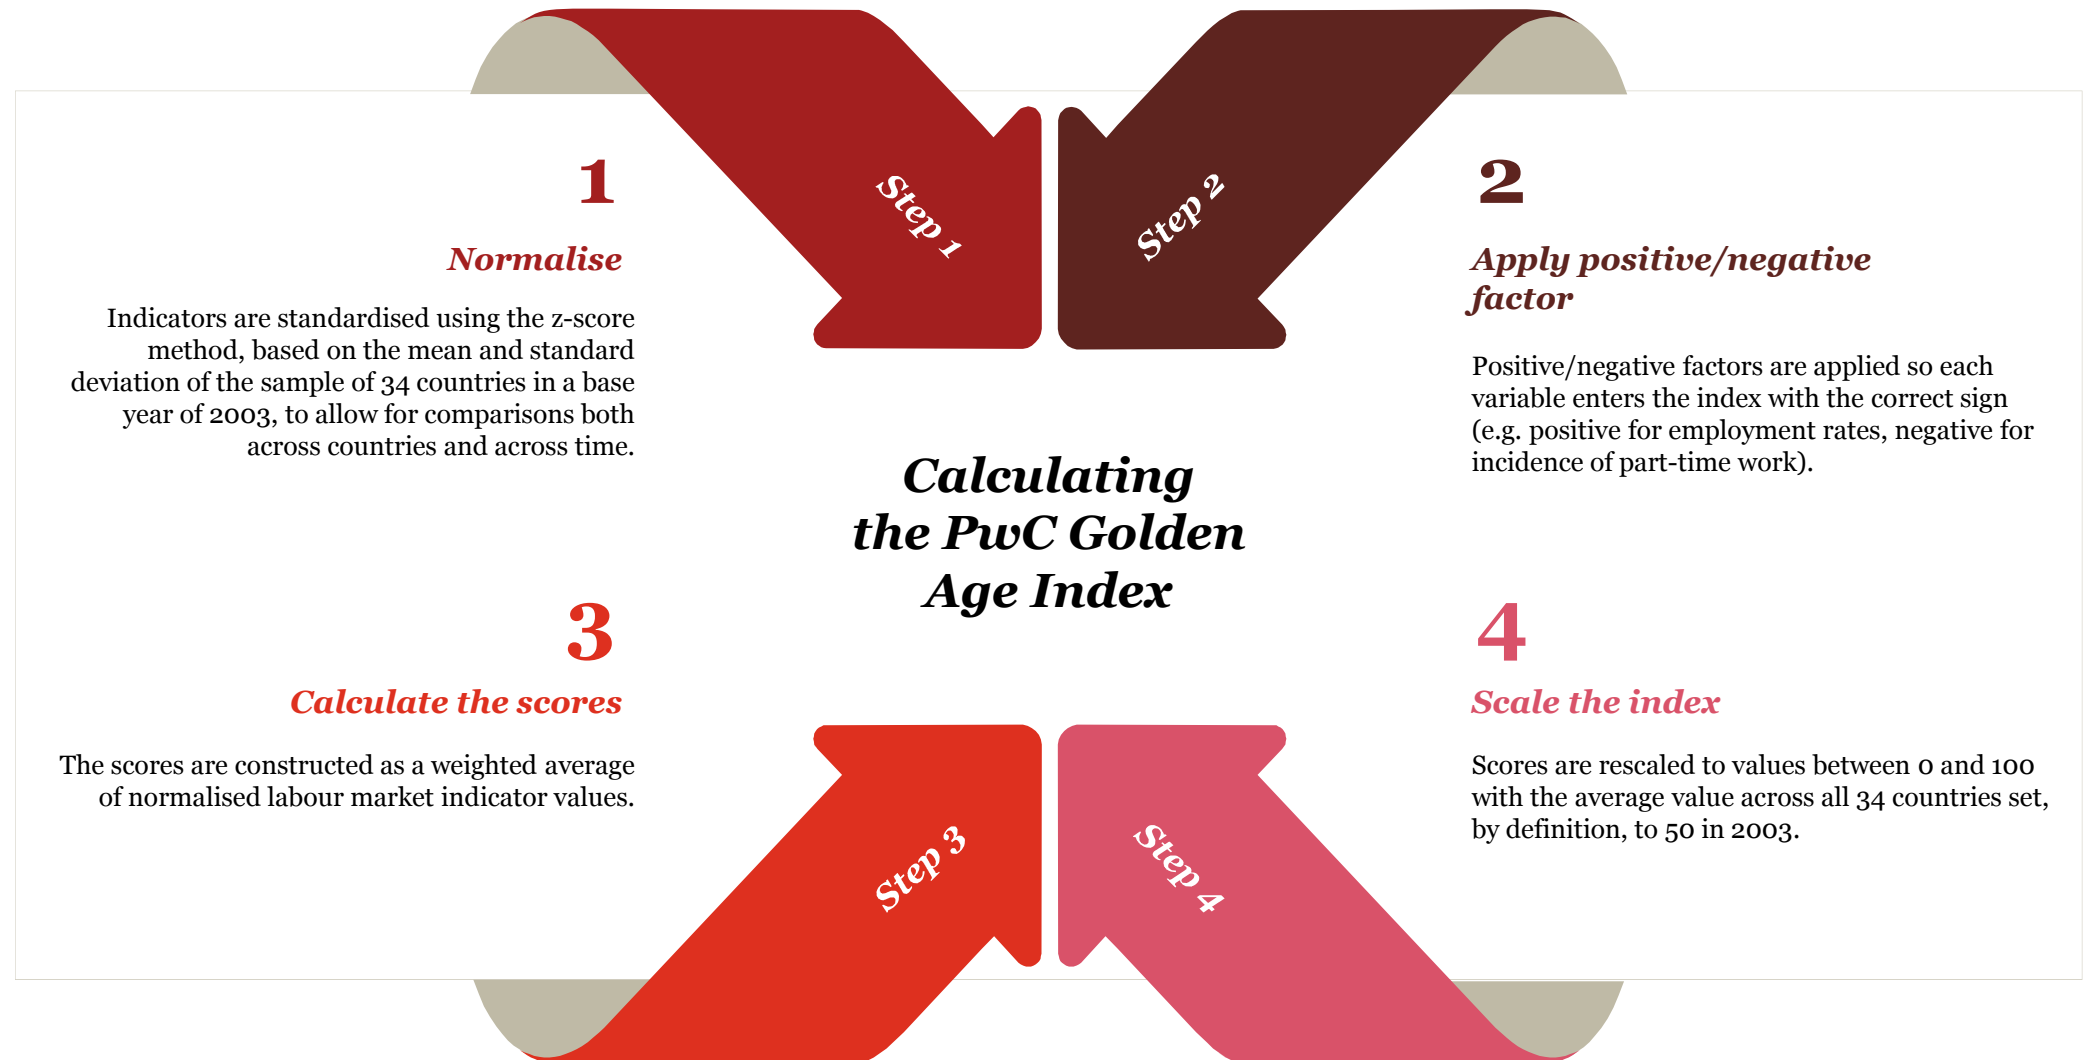 Step 1
Step 2
1
Normalise
Indicators are standardised using the z-score
method, based on the mean and standard
deviation of the sample of 34 countries in a base
year of 2003, to allow for comparisons both
across countries and across time.
2
Apply positive/negative
factor
Positive/negative factors are applied so each
variable enters the index with the correct sign
(e.g. positive for employment rates, negative for
incidence of part-time work).
Calculating
the PwC Golden
Age Index
3
Calculate the scores
The scores are constructed as a weighted average
of normalised labour market indicator values.
4
Scale the index
Scores are rescaled to values between 0 and 100
with the average value across all 34 countries set,
by definition, to 50 in 2003.
Step 3
Step 4